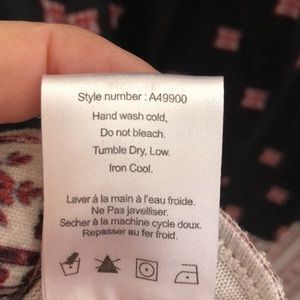 Style number : A49900
Hand wash cold,
Do not bleach.
Tumble Dry, Low.
Iron Cool.
Laver à la main à l'eau froide.
Ne Pas javelliser.
Secher à la machine cycle doux.
Repasser au fer froid.